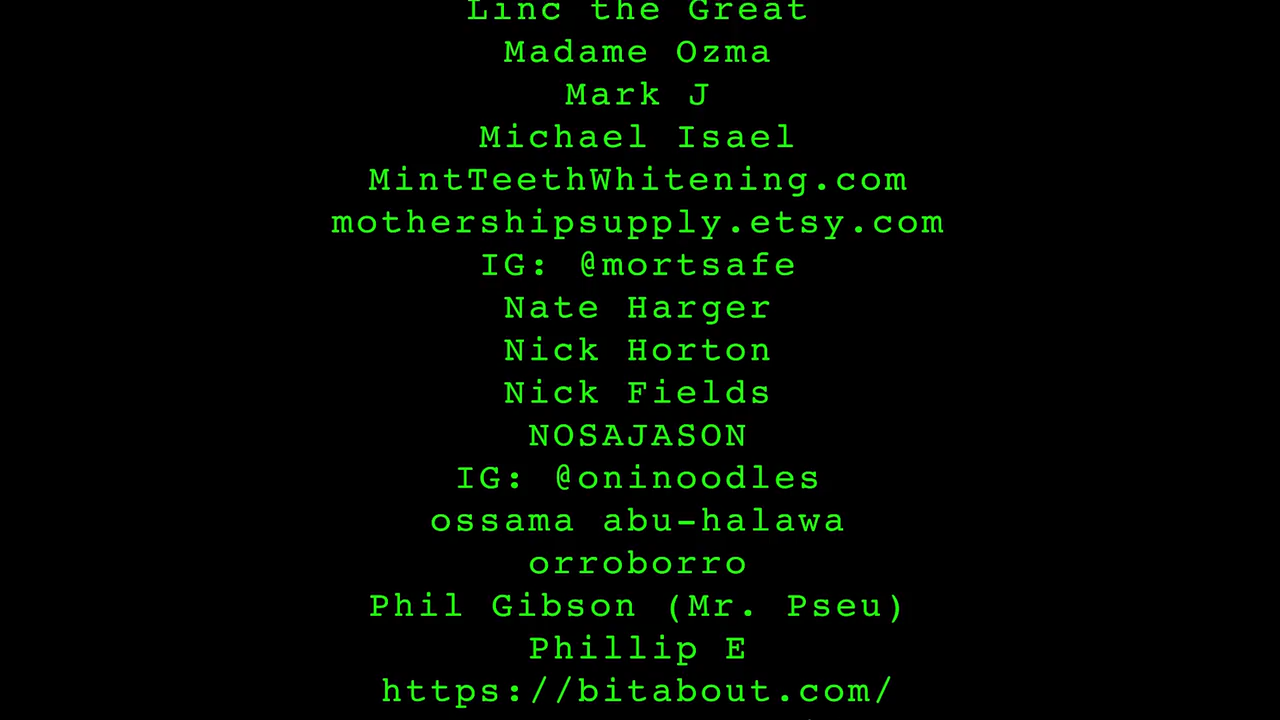 Linc the Great
Madame Ozma
Mark J
Michael Isael
MintTeethWhitening.com
mothershipsupply.etsy.com
IG: @mortsafe
Nate Harger
Nick Horton
Nick Fields
NOSAJASON
IG: @oninoodles
ossama abu-halawa
orroborro
Phil Gibson (Mr. Pseu)
Phillip E
https://bitabout.com/